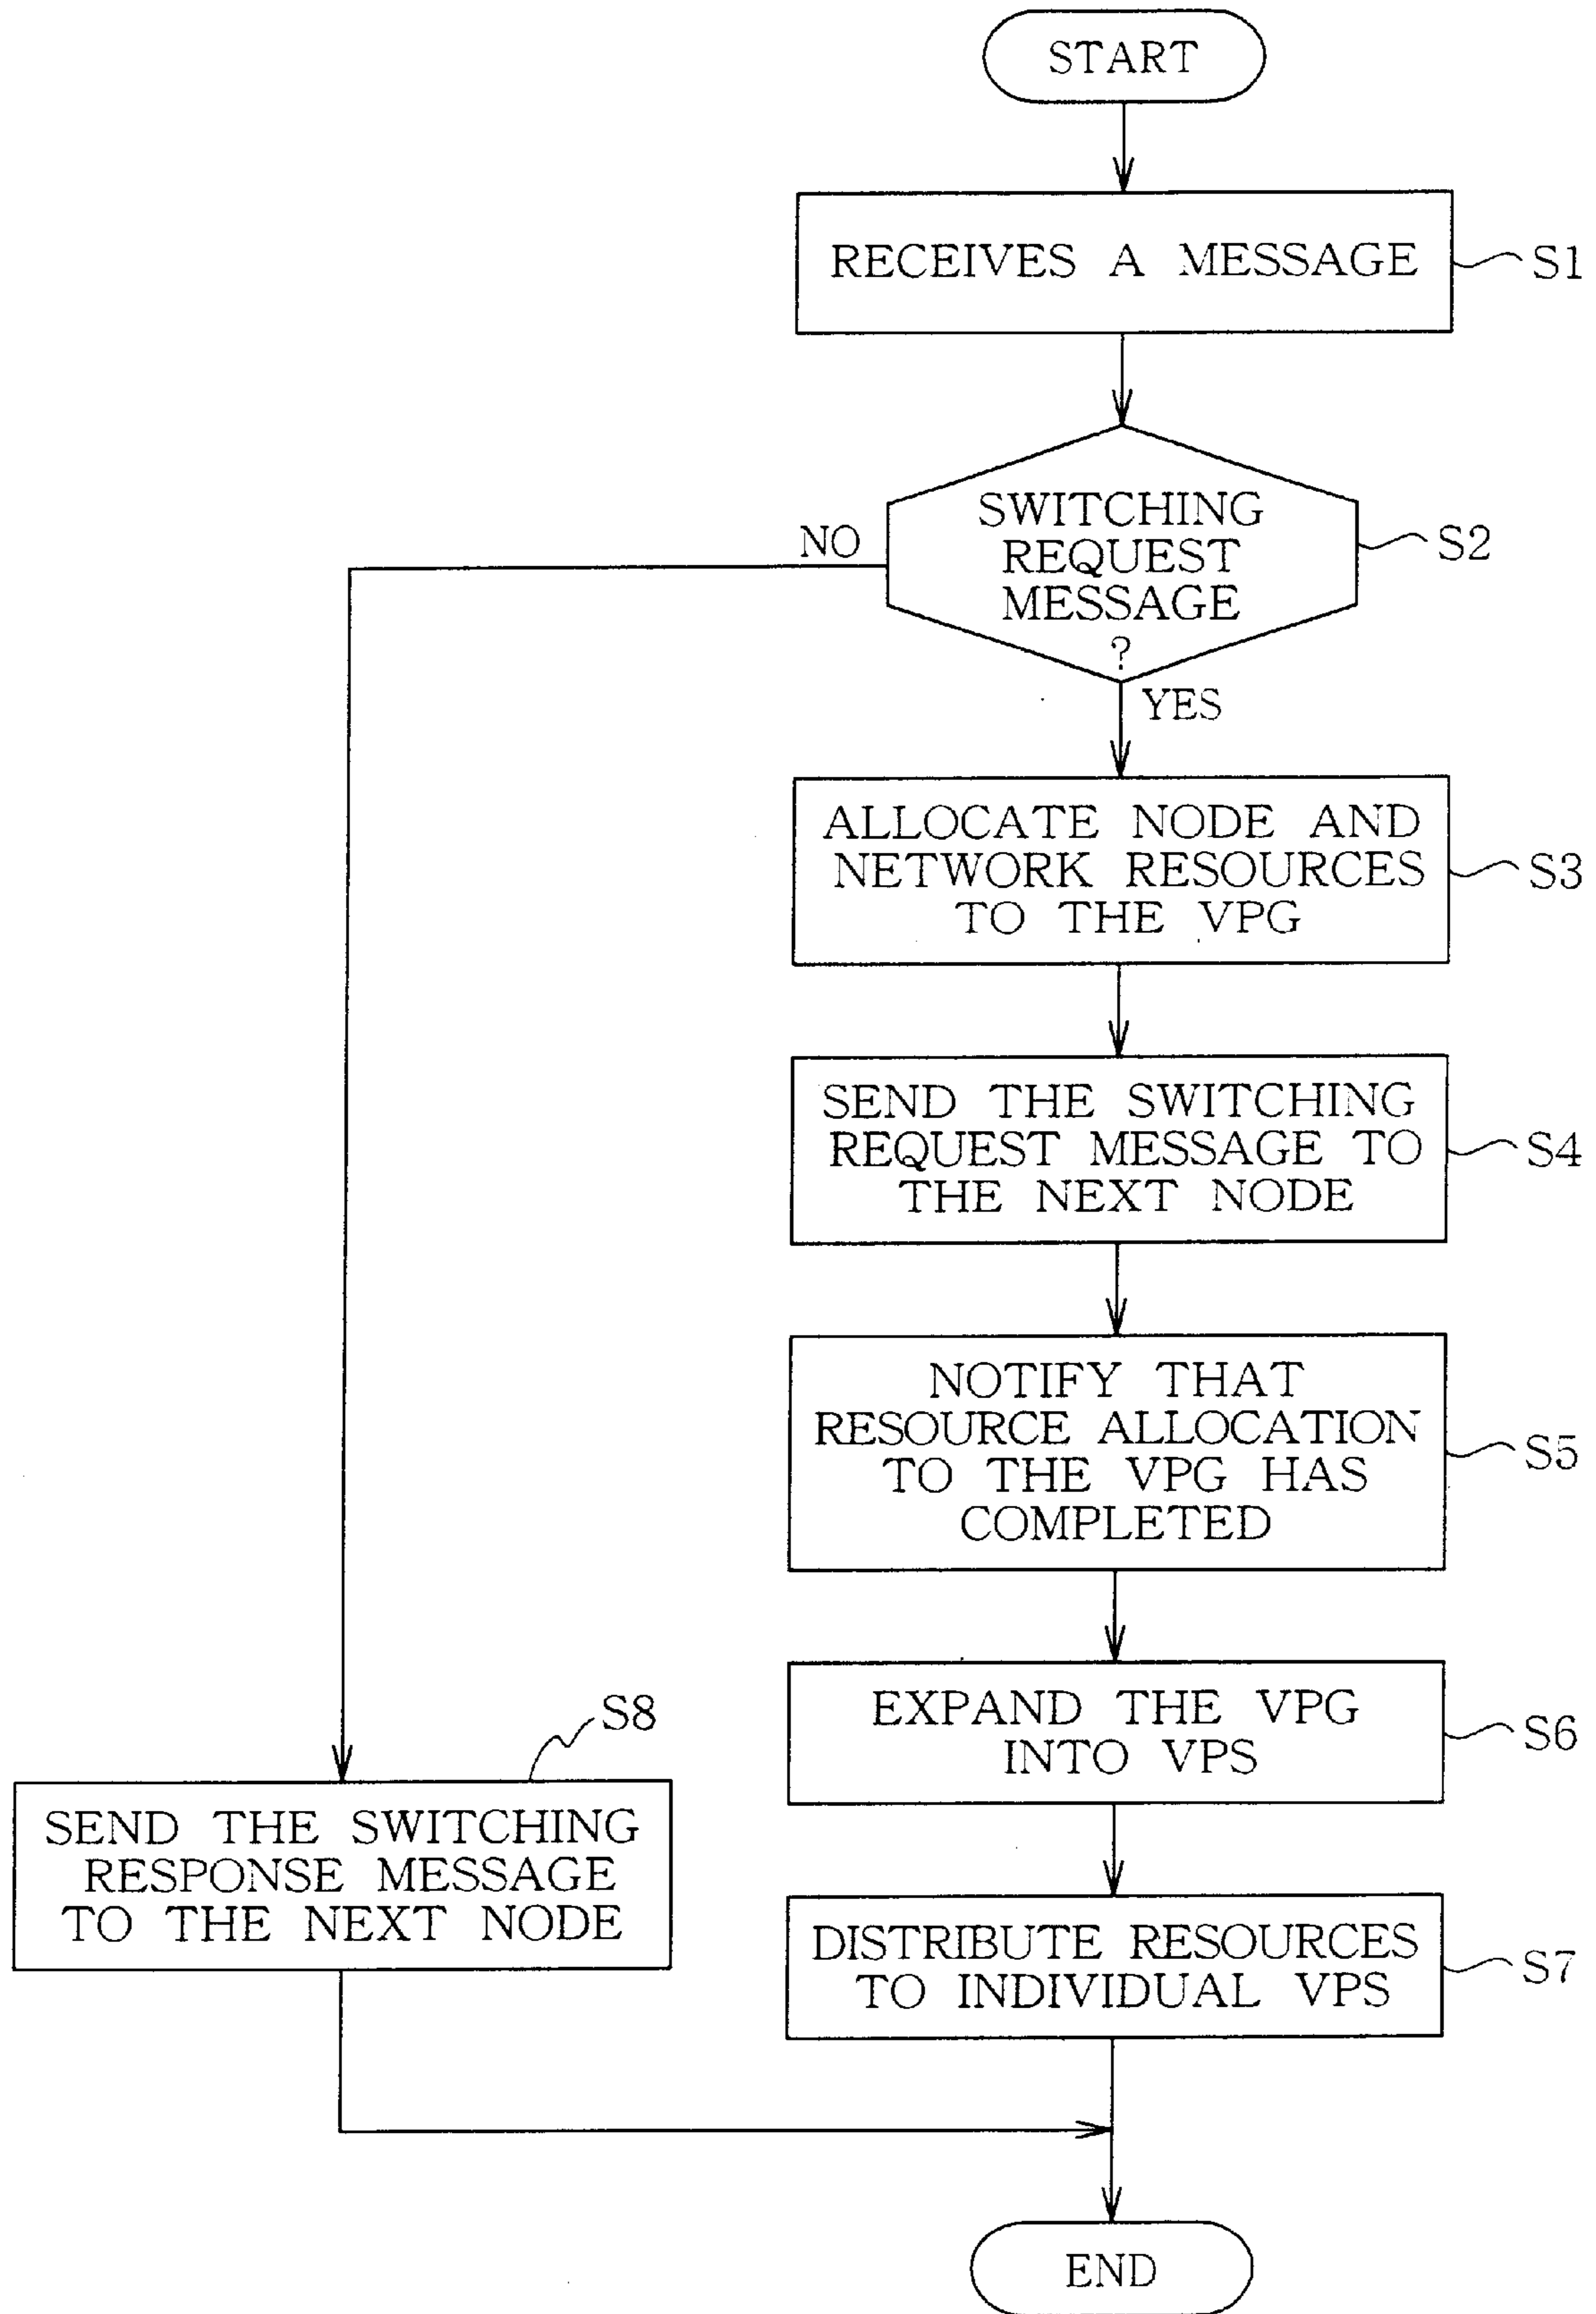 START
RECEIVES A MESSAGE
S1
SWITCHING
REQUEST
MESSAGE
?
S2
NO
YES
ALLOCATE NODE AND
NETWORK RESOURCES
TO THE VPG
S3
SEND THE SWITCHING
REQUEST MESSAGE TO
THE NEXT NODE
S4
NOTIFY THAT
RESOURCE ALLOCATION
TO THE VPG HAS
COMPLETED
S5
EXPAND THE VPG
INTO VPS
S6
S8
SEND THE SWITCHING
RESPONSE MESSAGE
TO THE NEXT NODE
DISTRIBUTE RESOURCES
TO INDIVIDUAL VPS
S7
END